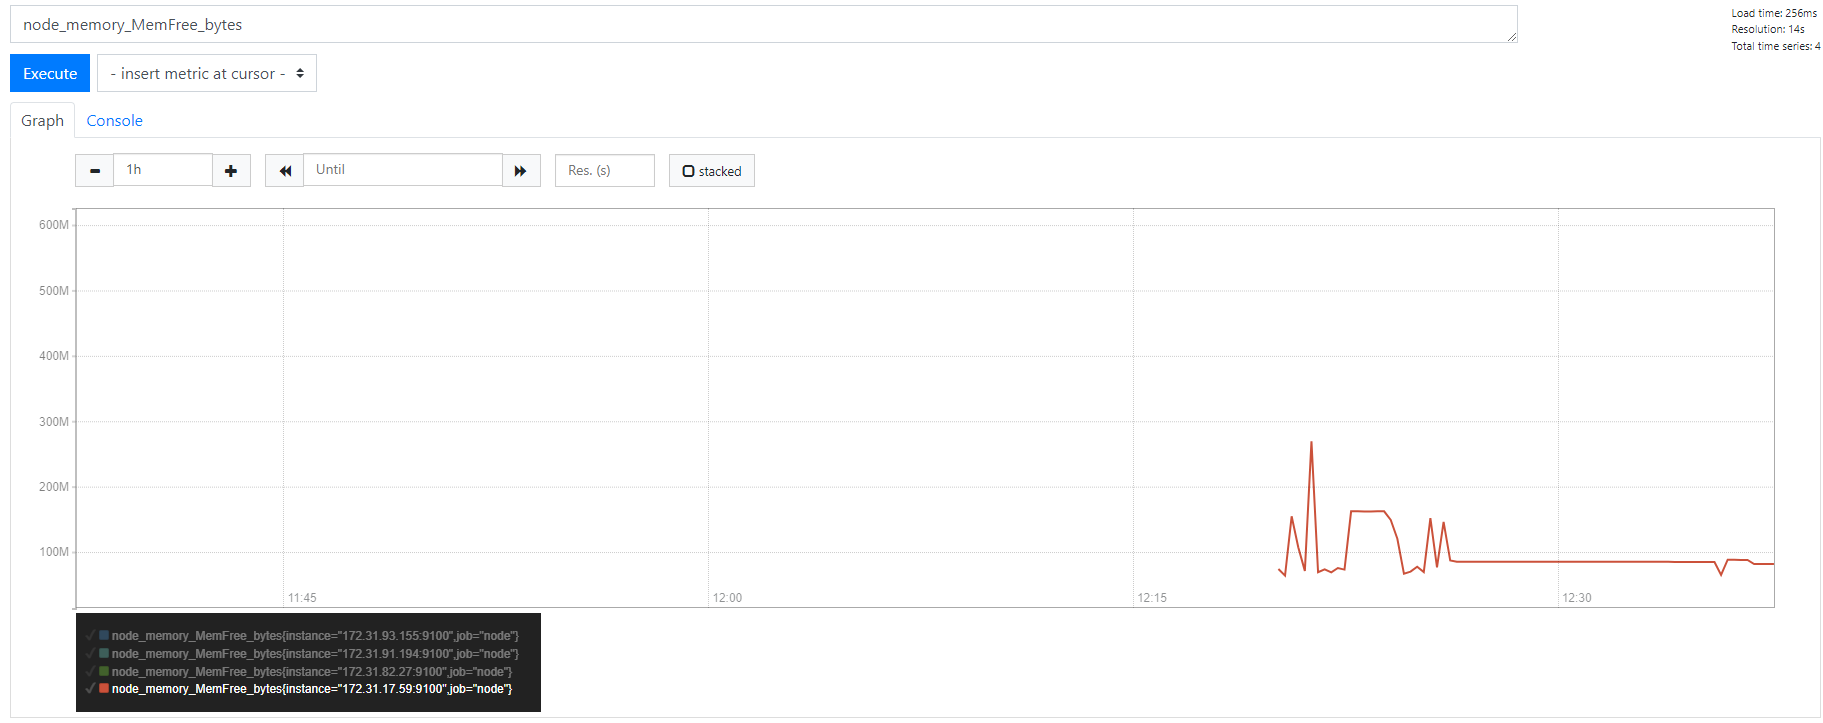 node_memory_MemFree_bytes
Load time: 256ms
Resolution: 14s
Total time series: 4
Execute
- insert metric at cursor -
Graph
Console
1h
Until
Res. (s)
stacked
600M
500M
400M
300M
200M
100M
11:45
12:00
12:15
12:30
node_memory_MemFree_bytes{instance="172.31.93.155:9100",job="node"}
node_memory_MemFree_bytes{instance="172.31.91.194:9100",job="node"}
node_memory_MemFree_bytes{instance="172.31.82.27:9100",job="node"}
node_memory_MemFree_bytes{instance="172.31.17.59:9100",job="node"}